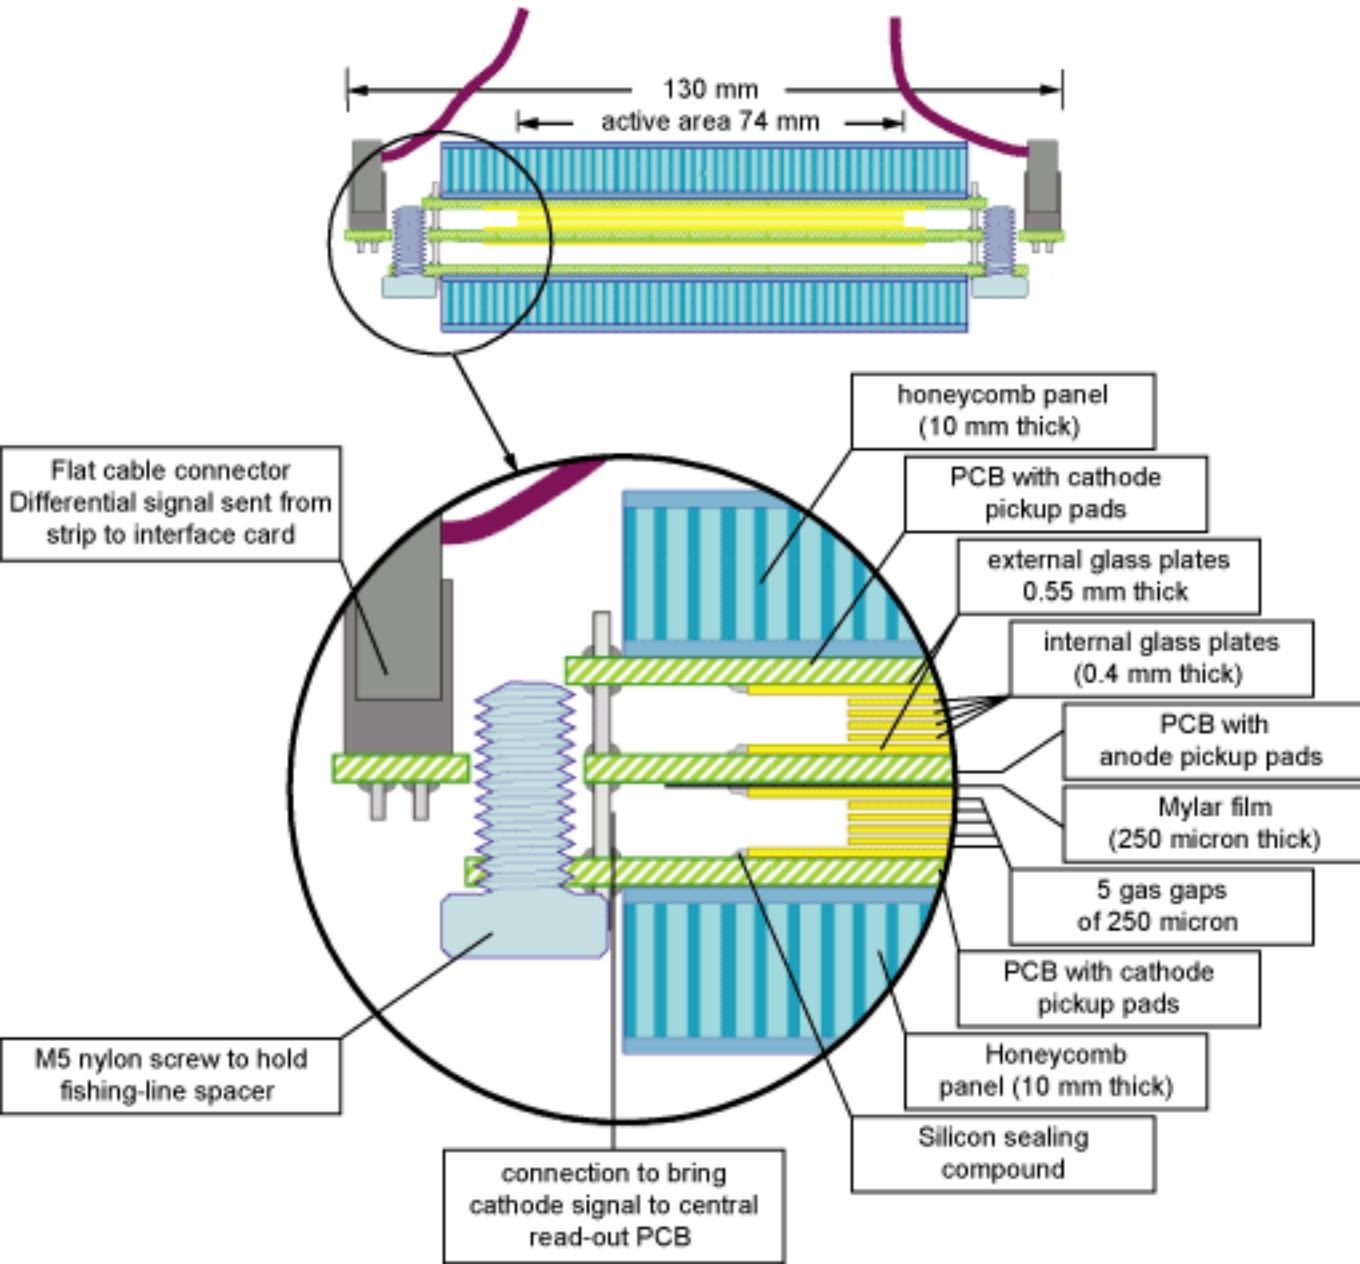 130 mm
active area 74 mm
honeycomb panel
(10 mm thick)
Flat cable connector
Differential signal sent from
strip to interface card
PCB with cathode
pickup pads
external glass plates
0.55 mm thick
internal glass plates
(0.4 mm thick)
PCB with
anode pickup pads
Mylar film
(250 micron thick)
5 gas gaps
of 250 micron
PCB with cathode
pickup pads
Honeycomb
panel (10 mm thick)
M5 nylon screw to hold
fishing-line spacer
Silicon sealing
compound
connection to bring
cathode signal to central
read-out PCB